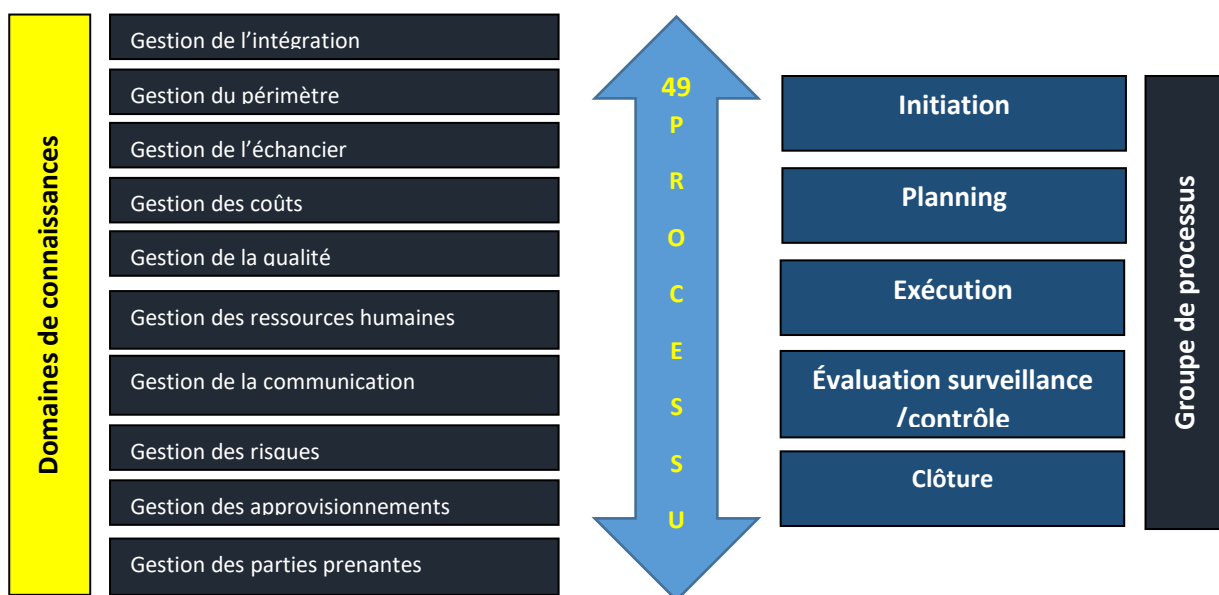 Domaines de connaissances
Gestion de l’intégration
Gestion du périmètre
Gestion de l’échancier
Gestion des coûts
Gestion de la qualité
Gestion des ressources humaines
Gestion de la communication
Gestion des risques
Gestion des approvisionnements
Gestion des parties prenantes
49
P
R
O
C
E
S
S
U
Initiation
Planning
Exécution
Évaluation surveillance
/contrôle
Clôture
Groupe de processus